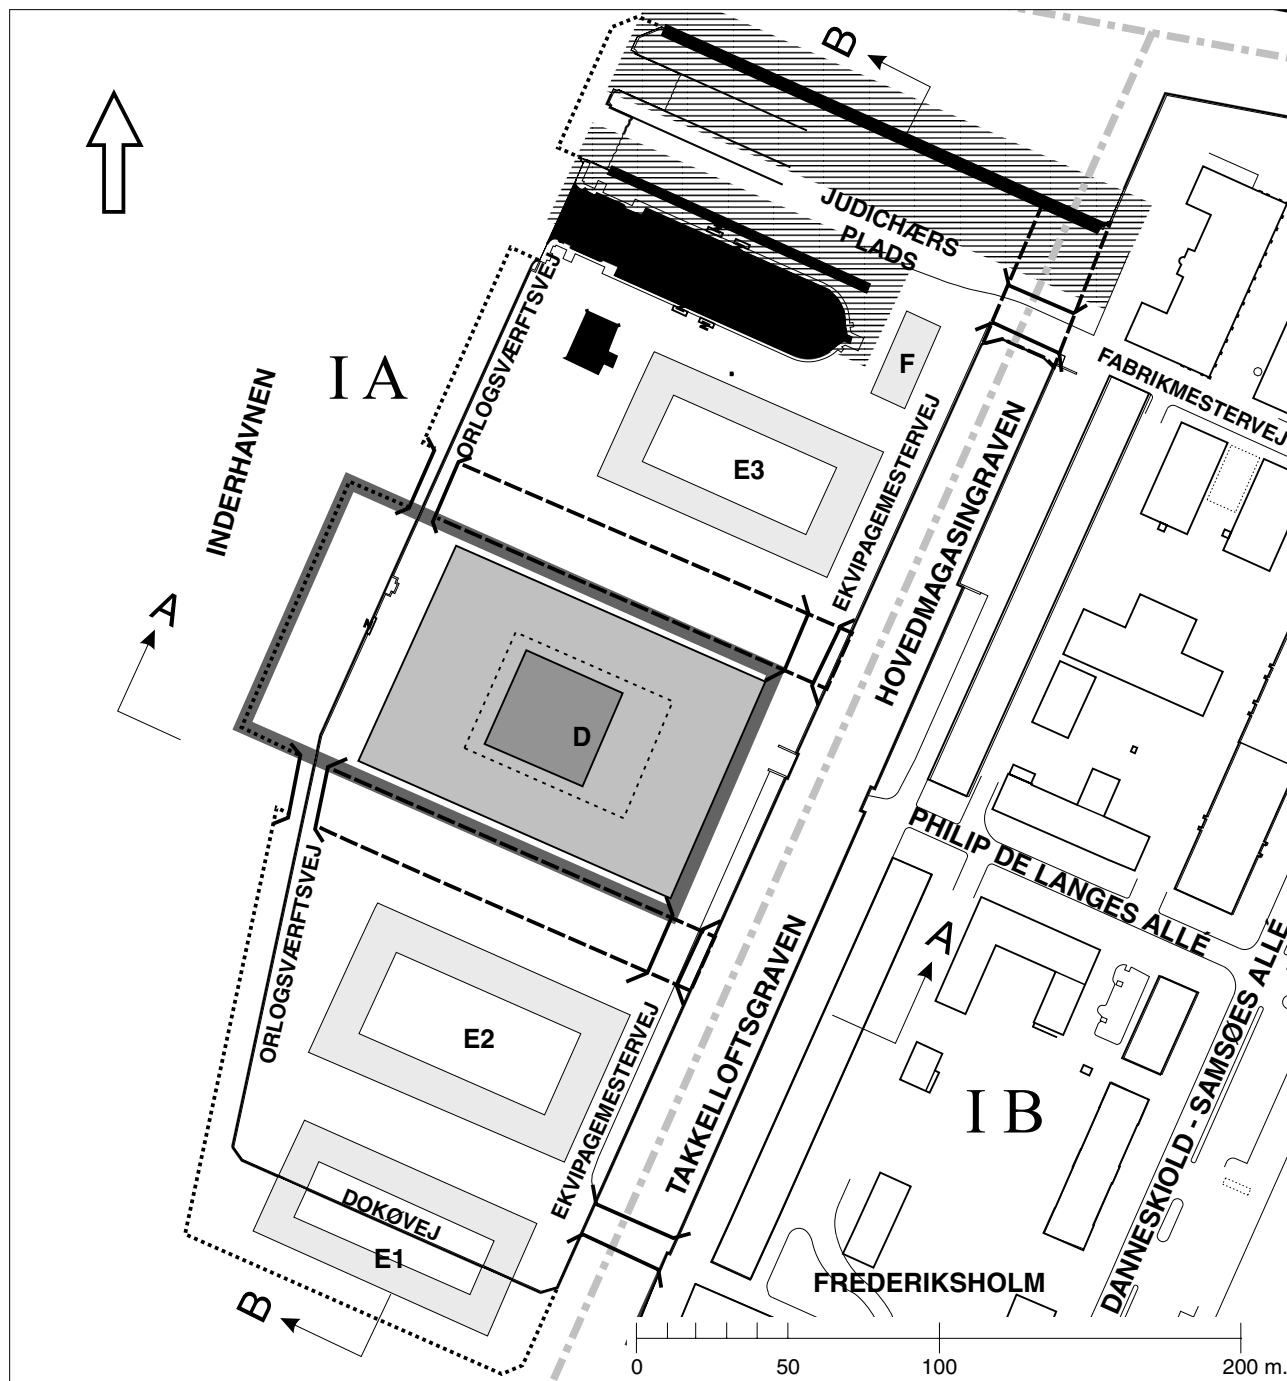 B
JUDICHÆRS
PLADS
ORLOGSVÆRFTSVEJ
I A
INDERHAVNEN
F
FABRIKMESTERVEJ
E3
EKVIPAGEMESTERVEJ
HOVEDMAGASINGRAVEN
A
D
PHILIP DE LANGES ALLÉ
ORLOGSVÆRFTSVEJ
A
E2
EKVIPAGEMESTERVEJ
TAKKELLOFTSGRAVEN
I B
DANNESKIOLD - SAMSØES ALLÉ
DOKØVEJ
E1
B
FREDERIKSHOLM
0 50 100 200 m.